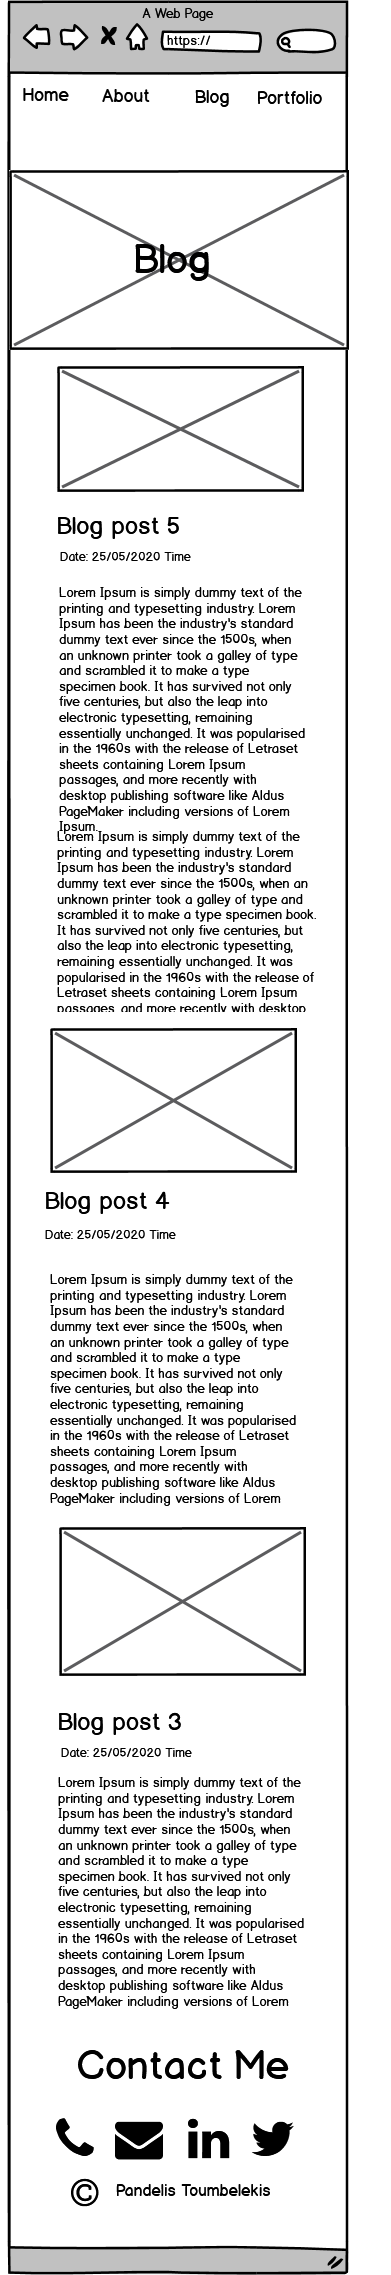 A Web Page
https://
Home About Blog Portfolio
Blog
Blog post 5
Date: 25/05/2020 Time
Lorem Ipsum is simply dummy text of the
printing and typesetting industry. Lorem
Ipsum has been the industry's standard
dummy text ever since the 1500s, when
an unknown printer took a galley of type
and scrambled it to make a type
specimen book. It has survived not only
five centuries, but also the leap into
electronic typesetting, remaining
essentially unchanged. It was popularised
in the 1960s with the release of Letraset
sheets containing Lorem Ipsum
passages, and more recently with
desktop publishing software like Aldus
PageMaker including versions of Lorem
Ipsum.
Lorem Ipsum is simply dummy text of the
printing and typesetting industry. Lorem
Ipsum has been the industry's standard
dummy text ever since the 1500s, when an
unknown printer took a galley of type and
scrambled it to make a type specimen book.
It has survived not only five centuries, but
also the leap into electronic typesetting,
remaining essentially unchanged. It was
popularised in the 1960s with the release of
Letraset sheets containing Lorem Ipsum
passages, and more recently with desktop
Blog post 4
Date: 25/05/2020 Time
Lorem Ipsum is simply dummy text of the
printing and typesetting industry. Lorem
Ipsum has been the industry's standard
dummy text ever since the 1500s, when
an unknown printer took a galley of type
and scrambled it to make a type
specimen book. It has survived not only
five centuries, but also the leap into
electronic typesetting, remaining
essentially unchanged. It was popularised
in the 1960s with the release of Letraset
sheets containing Lorem Ipsum
passages, and more recently with
desktop publishing software like Aldus
PageMaker including versions of Lorem
Blog post 3
Date: 25/05/2020 Time
Lorem Ipsum is simply dummy text of the
printing and typesetting industry. Lorem
Ipsum has been the industry's standard
dummy text ever since the 1500s, when
an unknown printer took a galley of type
and scrambled it to make a type
specimen book. It has survived not only
five centuries, but also the leap into
electronic typesetting, remaining
essentially unchanged. It was popularised
in the 1960s with the release of Letraset
sheets containing Lorem Ipsum
passages, and more recently with
desktop publishing software like Aldus
PageMaker including versions of Lorem
Contact Me
in
© Pandelis Toumbelekis